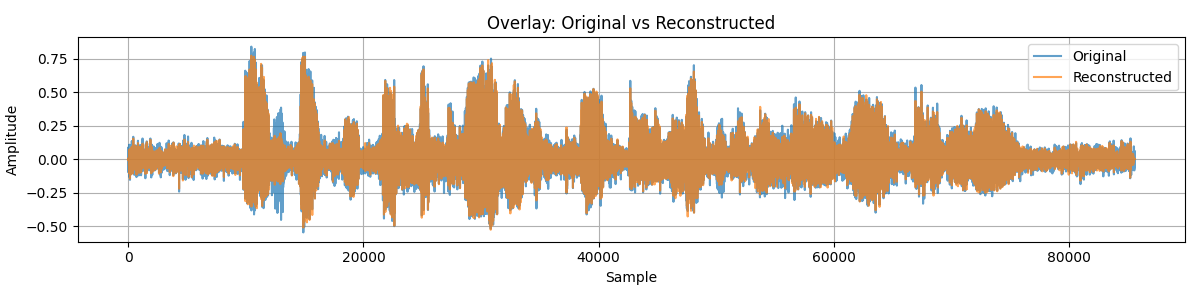 Overlay: Original vs Reconstructed
Original
Reconstructed
Amplitude
0.75
0.50
0.25
0.00
−0.25
−0.50
0
20000
40000
60000
80000
Sample